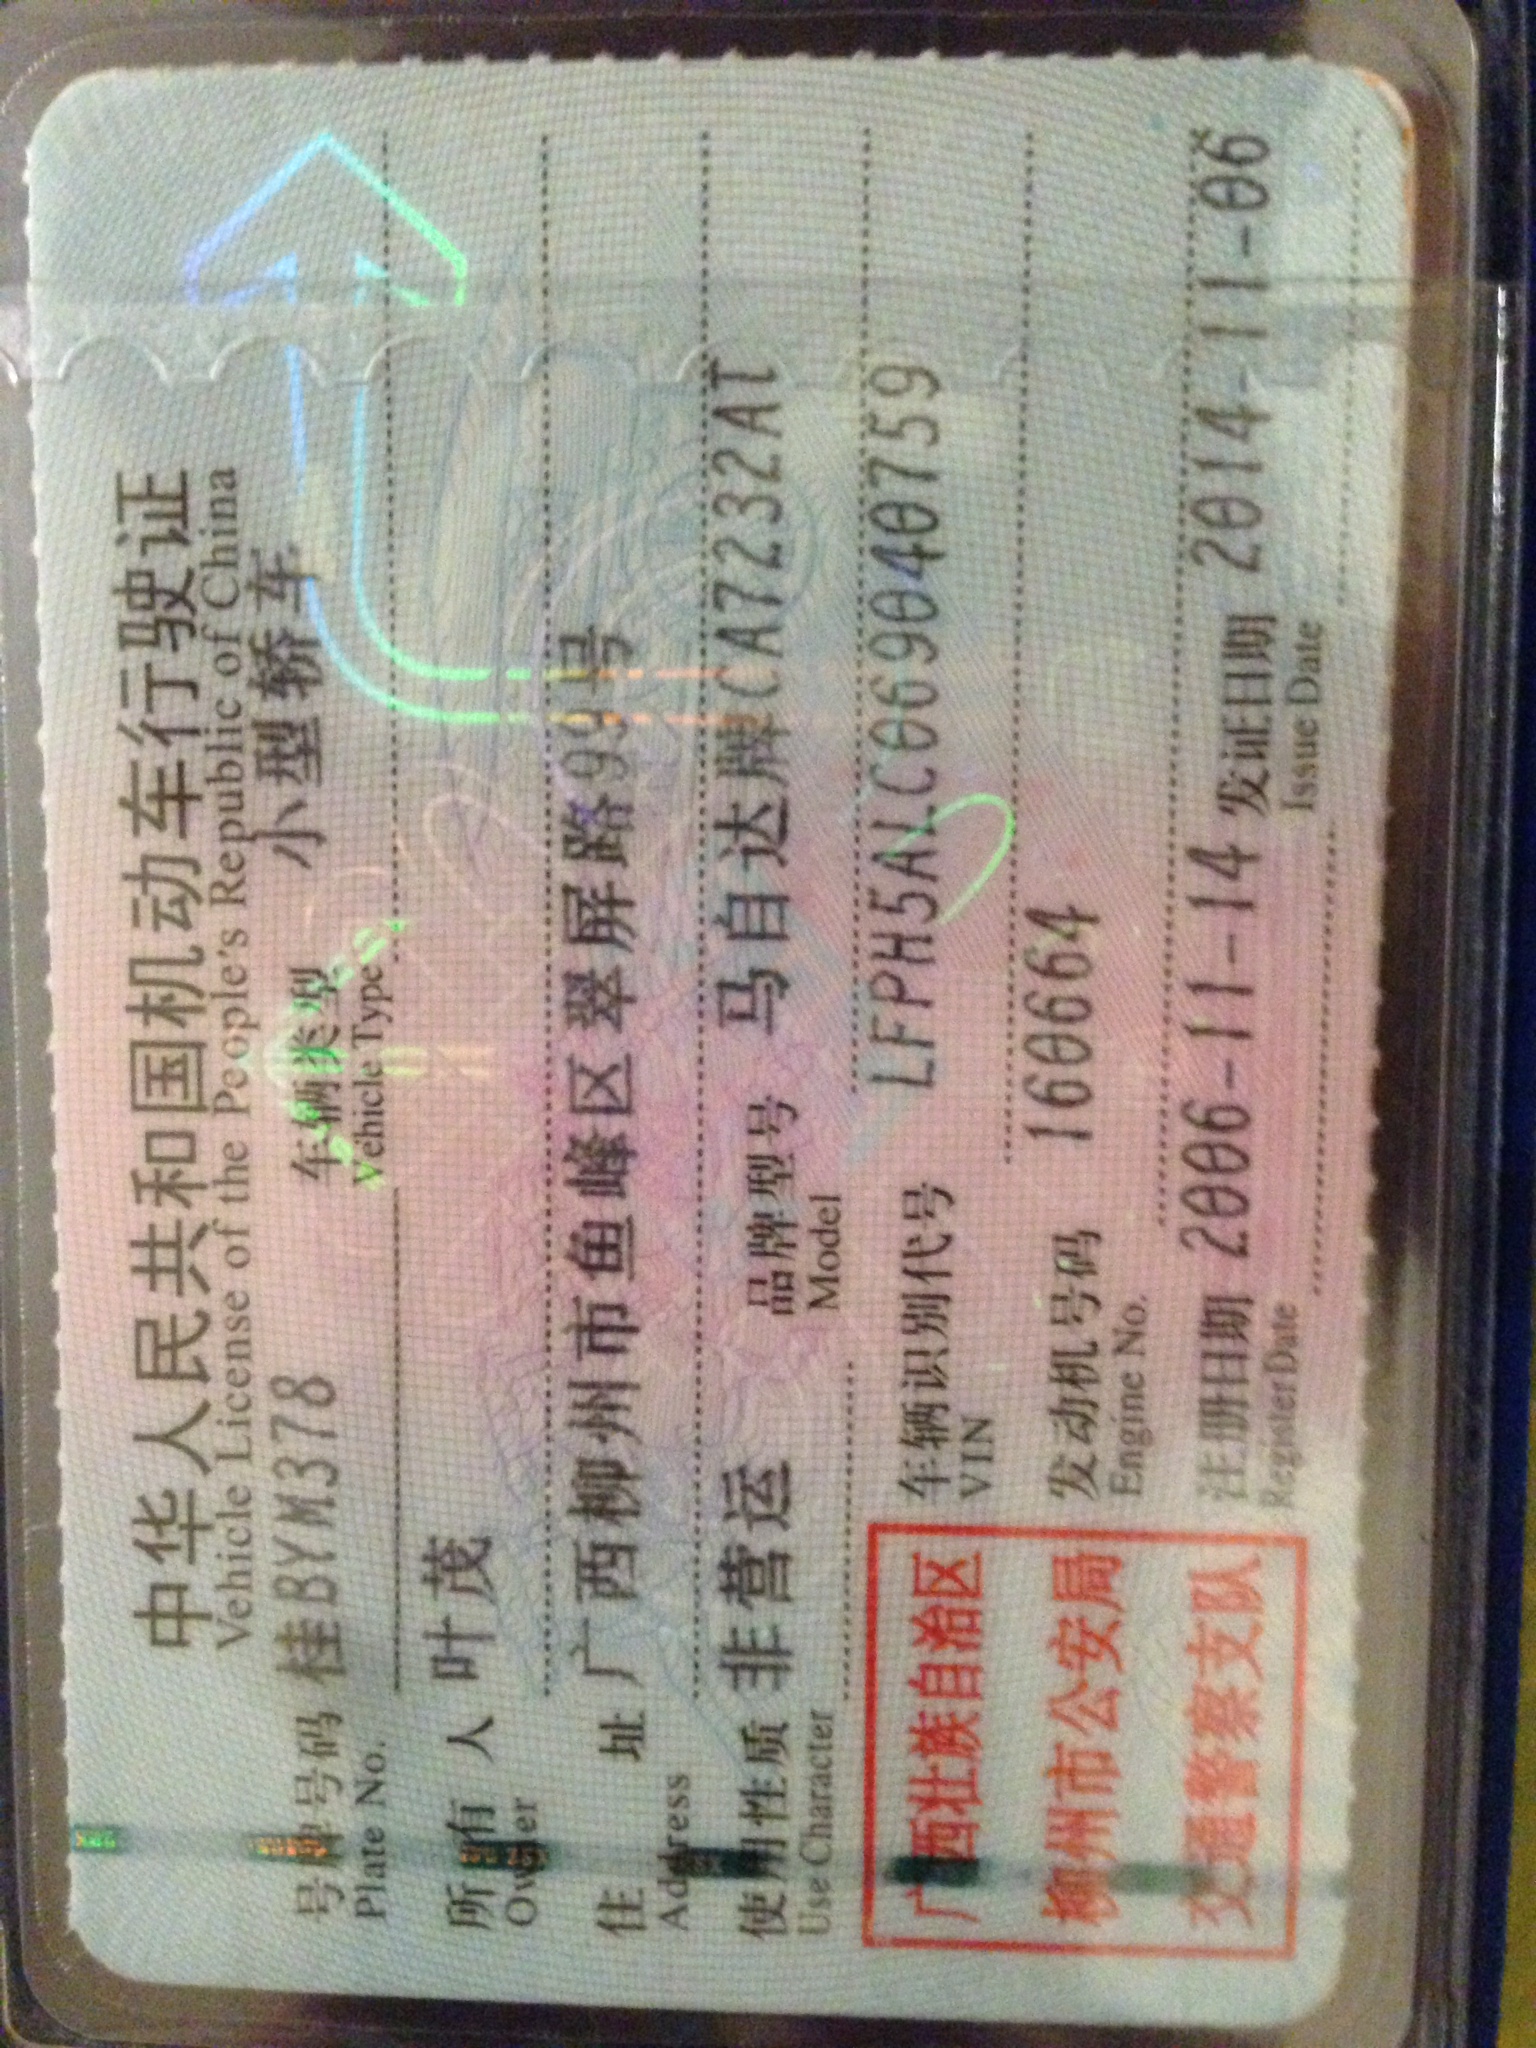 中华人民共和国机动车行驶证
Vehicle License of the People's Republic of China
号牌号码 桂BYM378 车辆类型 小型轿车
Plate No. Vehicle Type
所有人 叶茂
Owner
住址 广西柳州市鱼峰区翠屏路999号
Address
使用性质 非营运 品牌型号 马自达牌CA7232AT
Use Character Model
广西壮族自治区
柳州市公安局
交通警察支队
车辆识别代号 LFPH5ALC069040759
VIN
发动机号码 160664
Engine No.
注册日期 2006-11-14 发证日期 2014-11-06
Register Date Issue Date